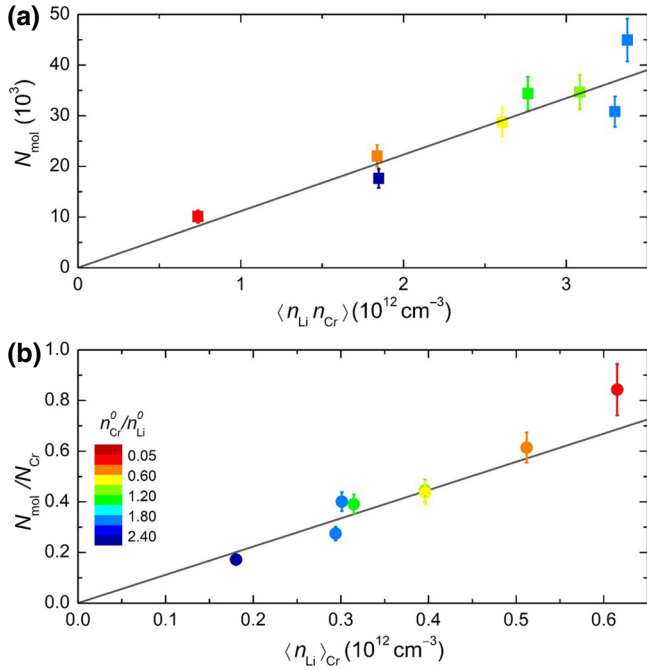 (a)
50
40
30
20
10
0
N_mol (10^3)
0 1 2 3
⟨n_Li n_Cr⟩ (10^12 cm^−3)
(b)
1.0
0.8
0.6
0.4
0.2
0.0
N_mol/N_Cr
n^0_Cr/n^0_Li
0.05
0.60
1.20
1.80
2.40
0.0 0.1 0.2 0.3 0.4 0.5 0.6
⟨n_Li⟩_Cr (10^12 cm^−3)